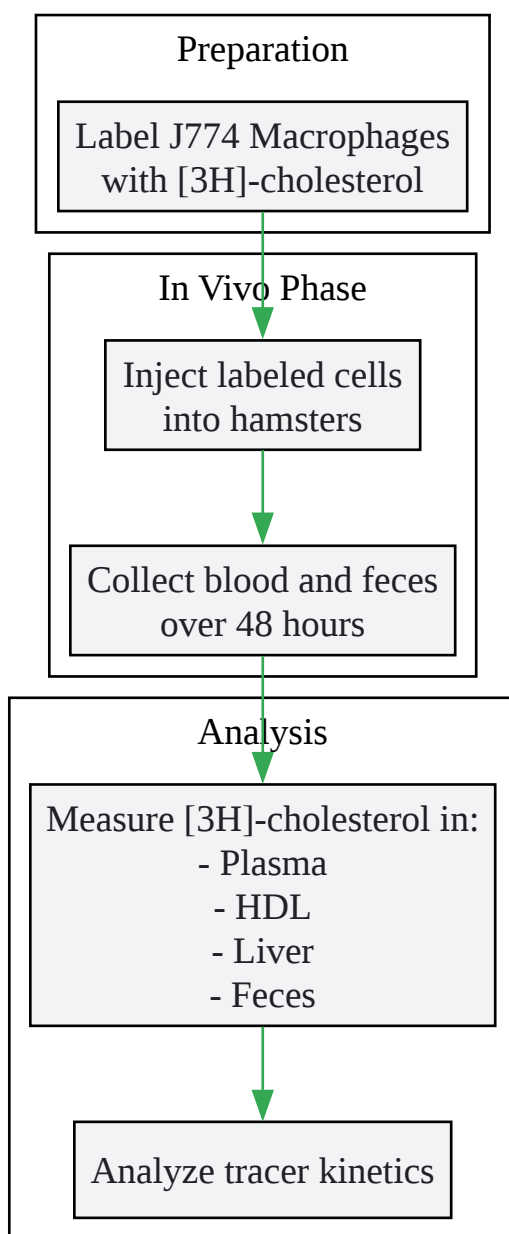 Preparation
Label J774 Macrophages
with [3H]-cholesterol
In Vivo Phase
Inject labeled cells
into hamsters
Collect blood and feces
over 48 hours
Analysis
Measure [3H]-cholesterol in:
- Plasma
- HDL
- Liver
- Feces
Analyze tracer kinetics